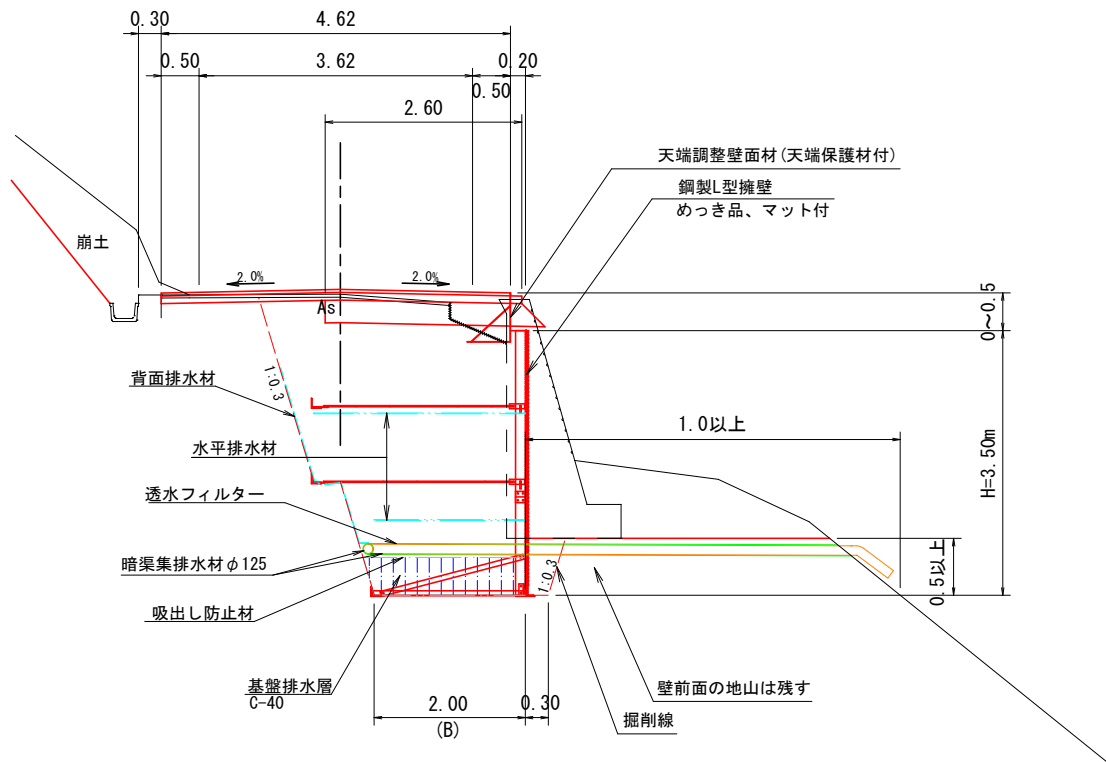 0.30
4.62
0.50
3.62
0.20
0.50
2.60
天端調整壁面材(天端保護材付)
鋼製L型擁壁
めっき品、マット付
崩土
2.0%
2.0%
As
0～0.5
1:0.3
背面排水材
水平排水材
1.0以上
H=3.50m
透水フィルター
暗渠集排水材φ125
吸出し防止材
1:0.3
0.5以上
基盤排水層
C-40
2.00
(B)
0.30
掘削線
壁前面の地山は残す